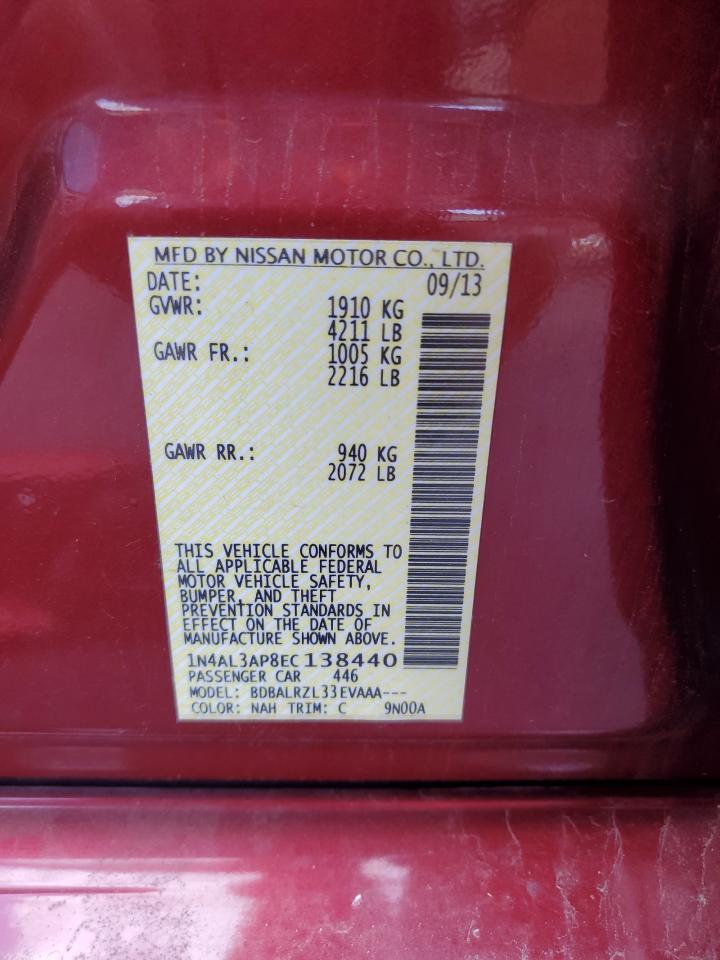 MFD BY NISSAN MOTOR CO., LTD.
DATE: 09/13
GVWR: 1910 KG
4211 LB
GAWR FR.: 1005 KG
2216 LB
GAWR RR.: 940 KG
2072 LB
THIS VEHICLE CONFORMS TO
ALL APPLICABLE FEDERAL
MOTOR VEHICLE SAFETY,
BUMPER, AND THEFT
PREVENTION STANDARDS IN
EFFECT ON THE DATE OF
MANUFACTURE SHOWN ABOVE.
1N4AL3AP8EC138440
PASSENGER CAR 446
MODEL: BDBALRZL33EVAAA---
COLOR: NAH TRIM: C 9N00A